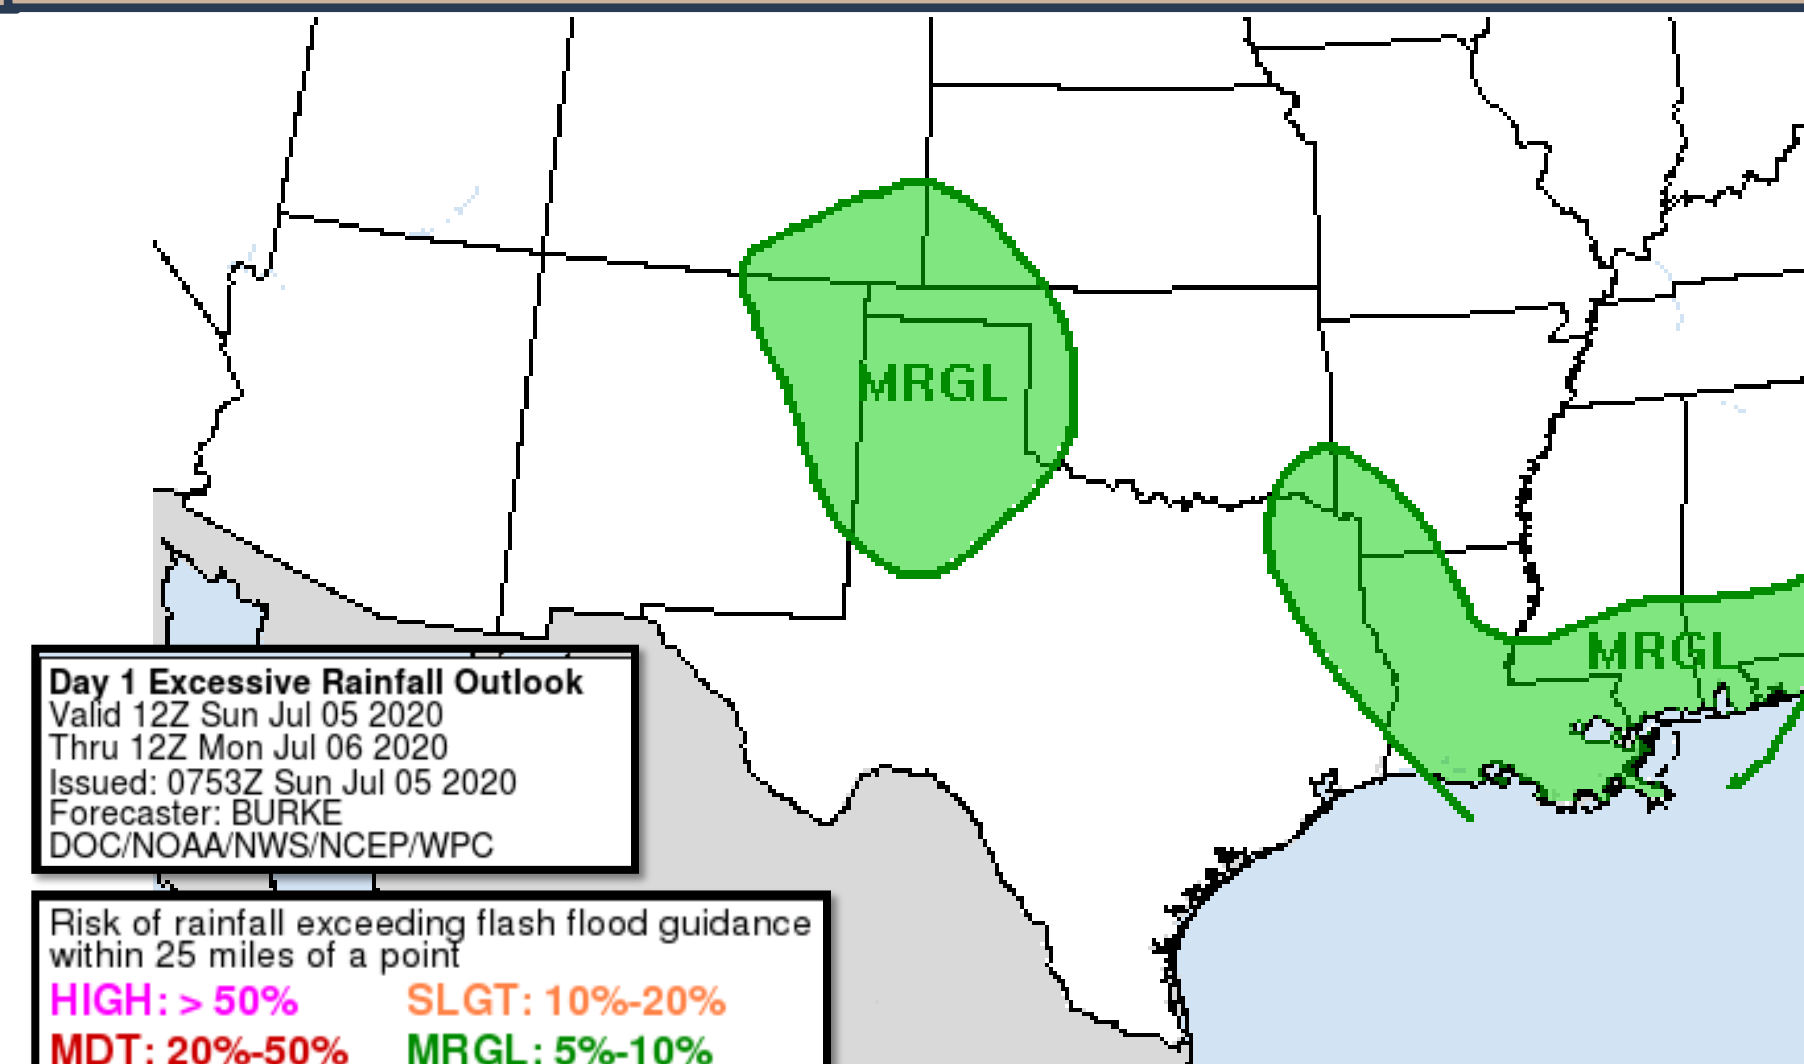 MRGL
MRGL
Day 1 Excessive Rainfall Outlook
Valid 12Z Sun Jul 05 2020
Thru 12Z Mon Jul 06 2020
Issued: 0753Z Sun Jul 05 2020
Forecaster: BURKE
DOC/NOAA/NWS/NCEP/WPC
Risk of rainfall exceeding flash flood guidance
within 25 miles of a point
HIGH: > 50% SLGT: 10%-20%
MDT: 20%-50% MRGL: 5%-10%